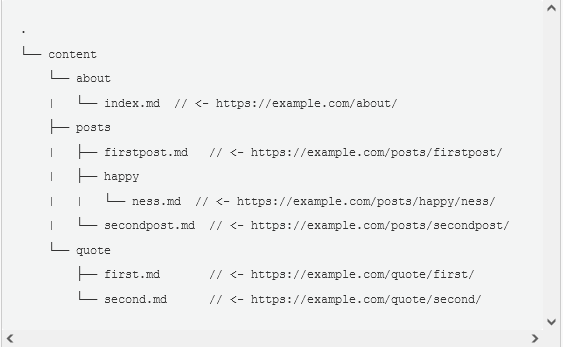 .
└── content
    └── about
    |   └── index.md  // <- https://example.com/about/
    ├── posts
    |   ├── firstpost.md   // <- https://example.com/posts/firstpost/
    |   ├── happy
    |   |   └── ness.md  // <- https://example.com/posts/happy/ness/
    |   └── secondpost.md  // <- https://example.com/posts/secondpost/
    └── quote
        ├── first.md       // <- https://example.com/quote/first/
        └── second.md      // <- https://example.com/quote/second/